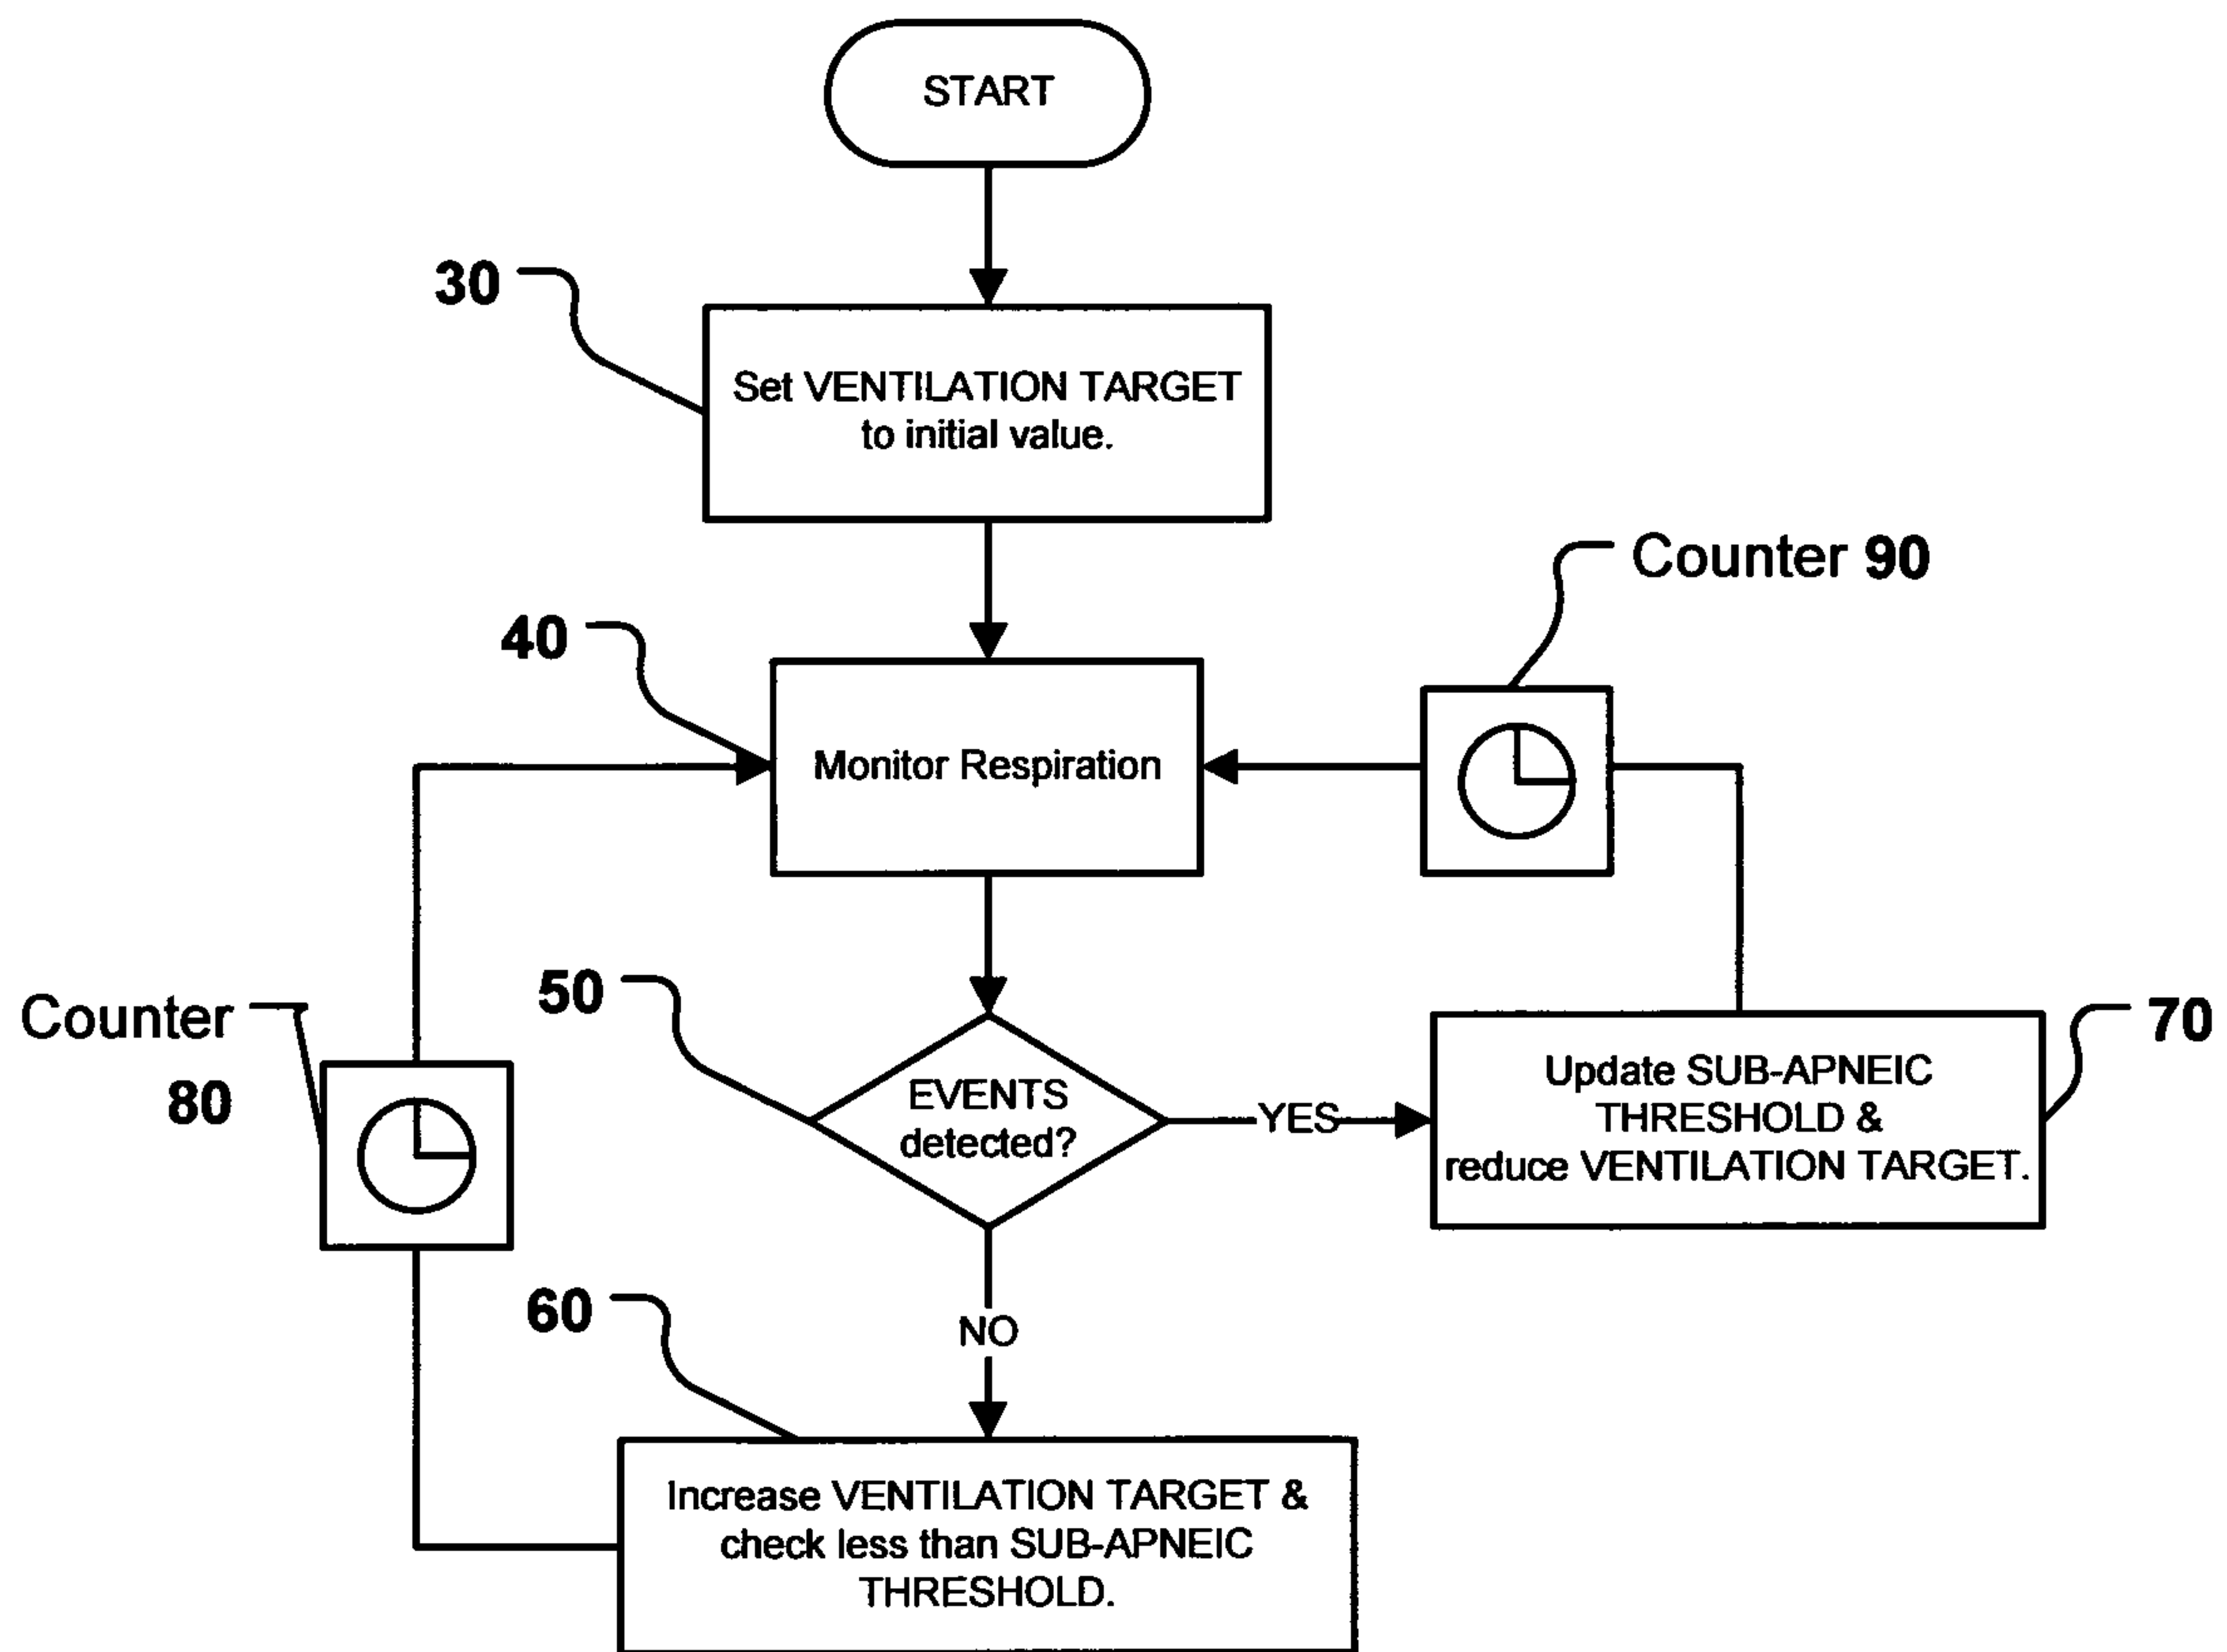 START
30
Set VENTILATION TARGET
to initial value.
Counter 90
40
Monitor Respiration
50
Counter
80
EVENTS
detected?
YES
70
Update SUB-APNEIC
THRESHOLD &
reduce VENTILATION TARGET.
60
NO
Increase VENTILATION TARGET &
check less than SUB-APNEIC
THRESHOLD.